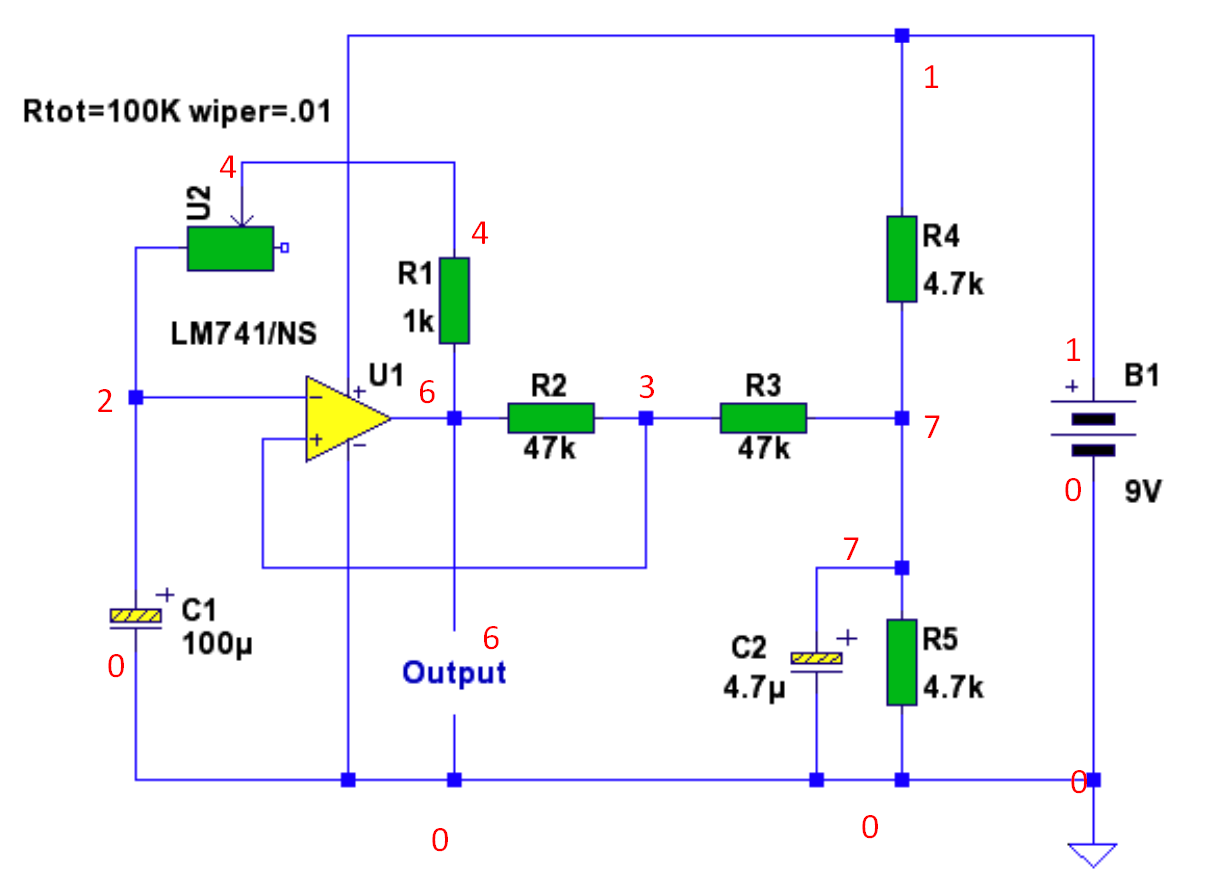 1
Rtot=100K wiper=.01
4
U2
4
R4
4.7k
R1
1k
LM741/NS
U1
+
−
+
−
2
6
R2
47k
3
R3
47k
7
1
+
B1
0
9V
7
+
C1
100µ
0
6
Output
+
C2
4.7µ
R5
4.7k
0
0
0